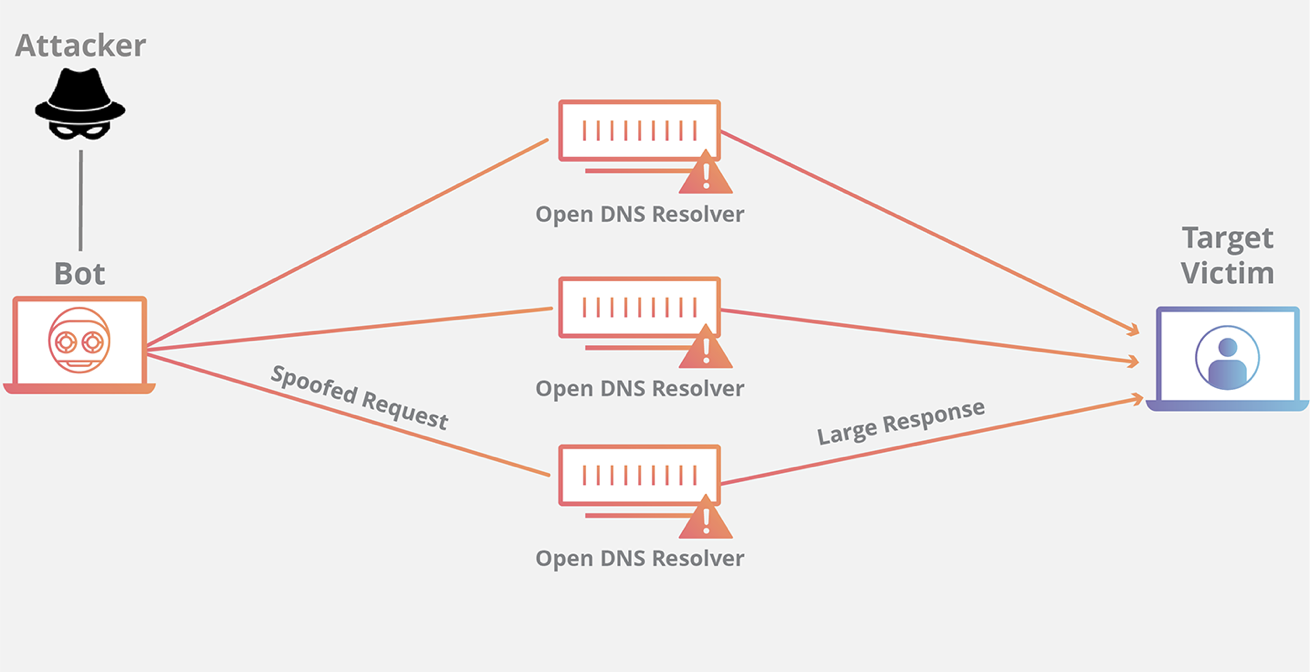 Attacker
Bot
Spoofed Request
Open DNS Resolver
Open DNS Resolver
Open DNS Resolver
Large Response
Target
Victim